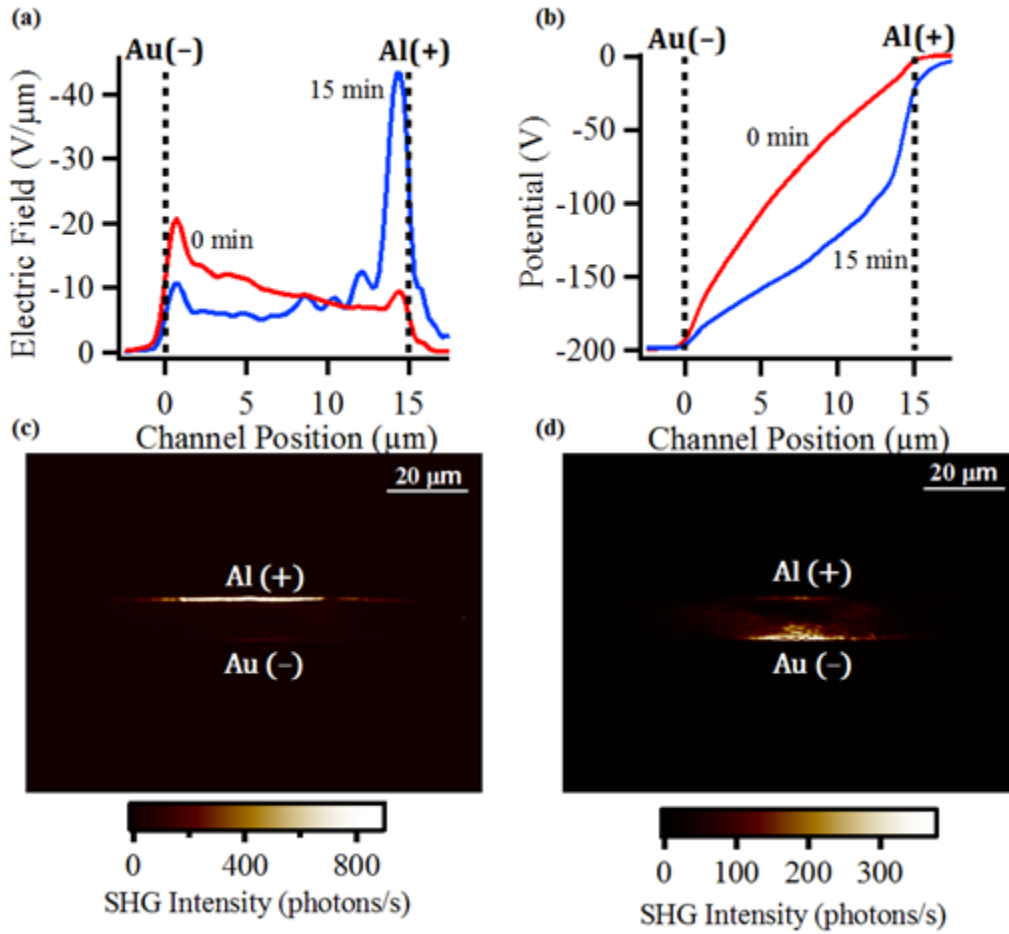 (a)
Au(−)
Al(+)
15 min
0 min
Electric Field (V/μm)
-40
-30
-20
-10
0
0
5
10
15
Channel Position (μm)
(b)
Au(−)
Al(+)
0 min
15 min
Potential (V)
0
-50
-100
-150
-200
0
5
10
15
Channel Position (μm)
(c)
20 μm
Al (+)
Au (−)
0
400
800
SHG Intensity (photons/s)
(d)
20 μm
Al (+)
Au (−)
0
100
200
300
SHG Intensity (photons/s)